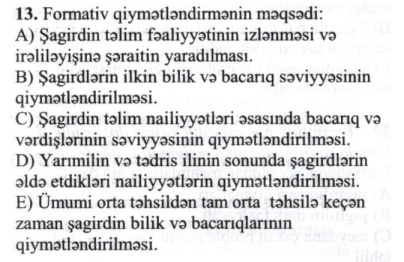 13. Formativ qiymətləndirmənin məqsədi:
A) Şagirdin təlim fəaliyyətinin izlənməsi və
irəliləyişinə şəraitin yaradılması.
B) Şagirdlərin ilkin bilik və bacarıq səviyyəsinin
qiymətləndirilməsi.
C) Şagirdin təlim nailiyyətləri əsasında bacarıq və
vərdişlərinin səviyyəsinin qiymətləndirilməsi.
D) Yarımilin və tədris ilinin sonunda şagirdlərin
əldə etdikləri nailiyyətlərin qiymətləndirilməsi.
E) Ümumi orta təhsildən tam orta təhsilə keçən
zaman şagirdin bilik və bacarıqlarının
qiymətləndirilməsi.